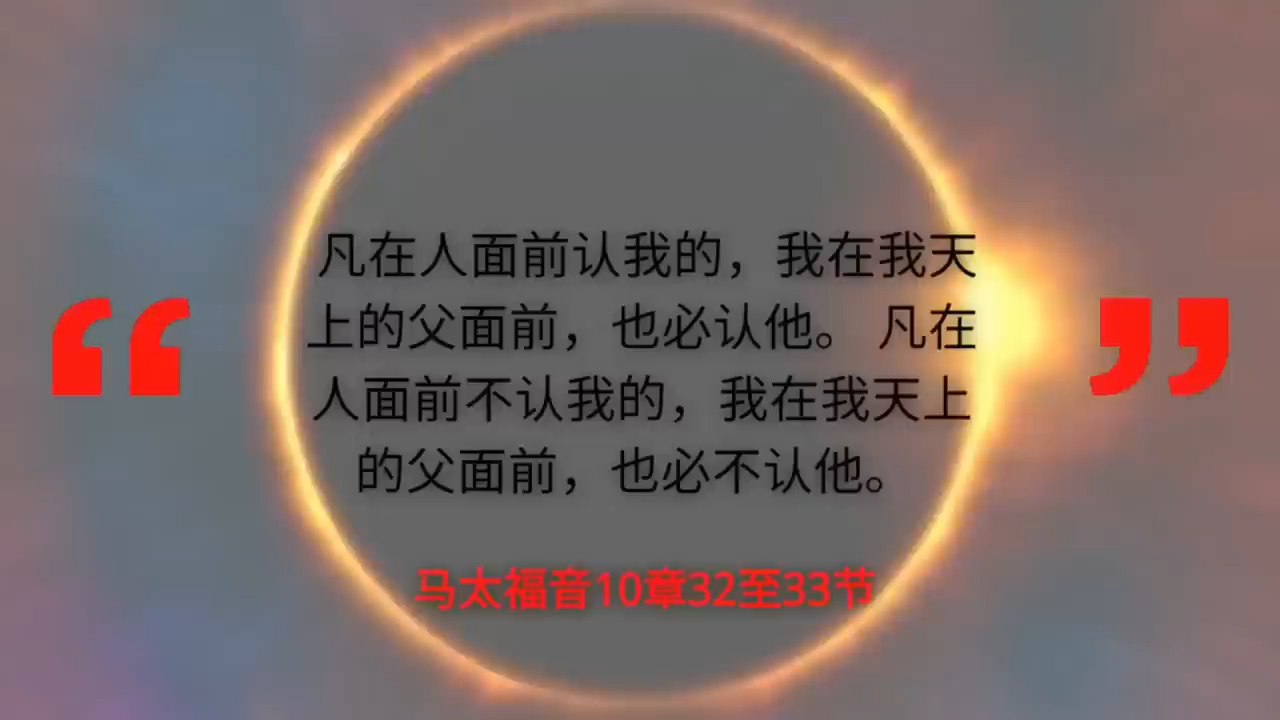 凡在人面前认我的，我在我天
上的父面前，也必认他。 凡在
人面前不认我的，我在我天上
的父面前，也必不认他。
马太福音10章32至33节